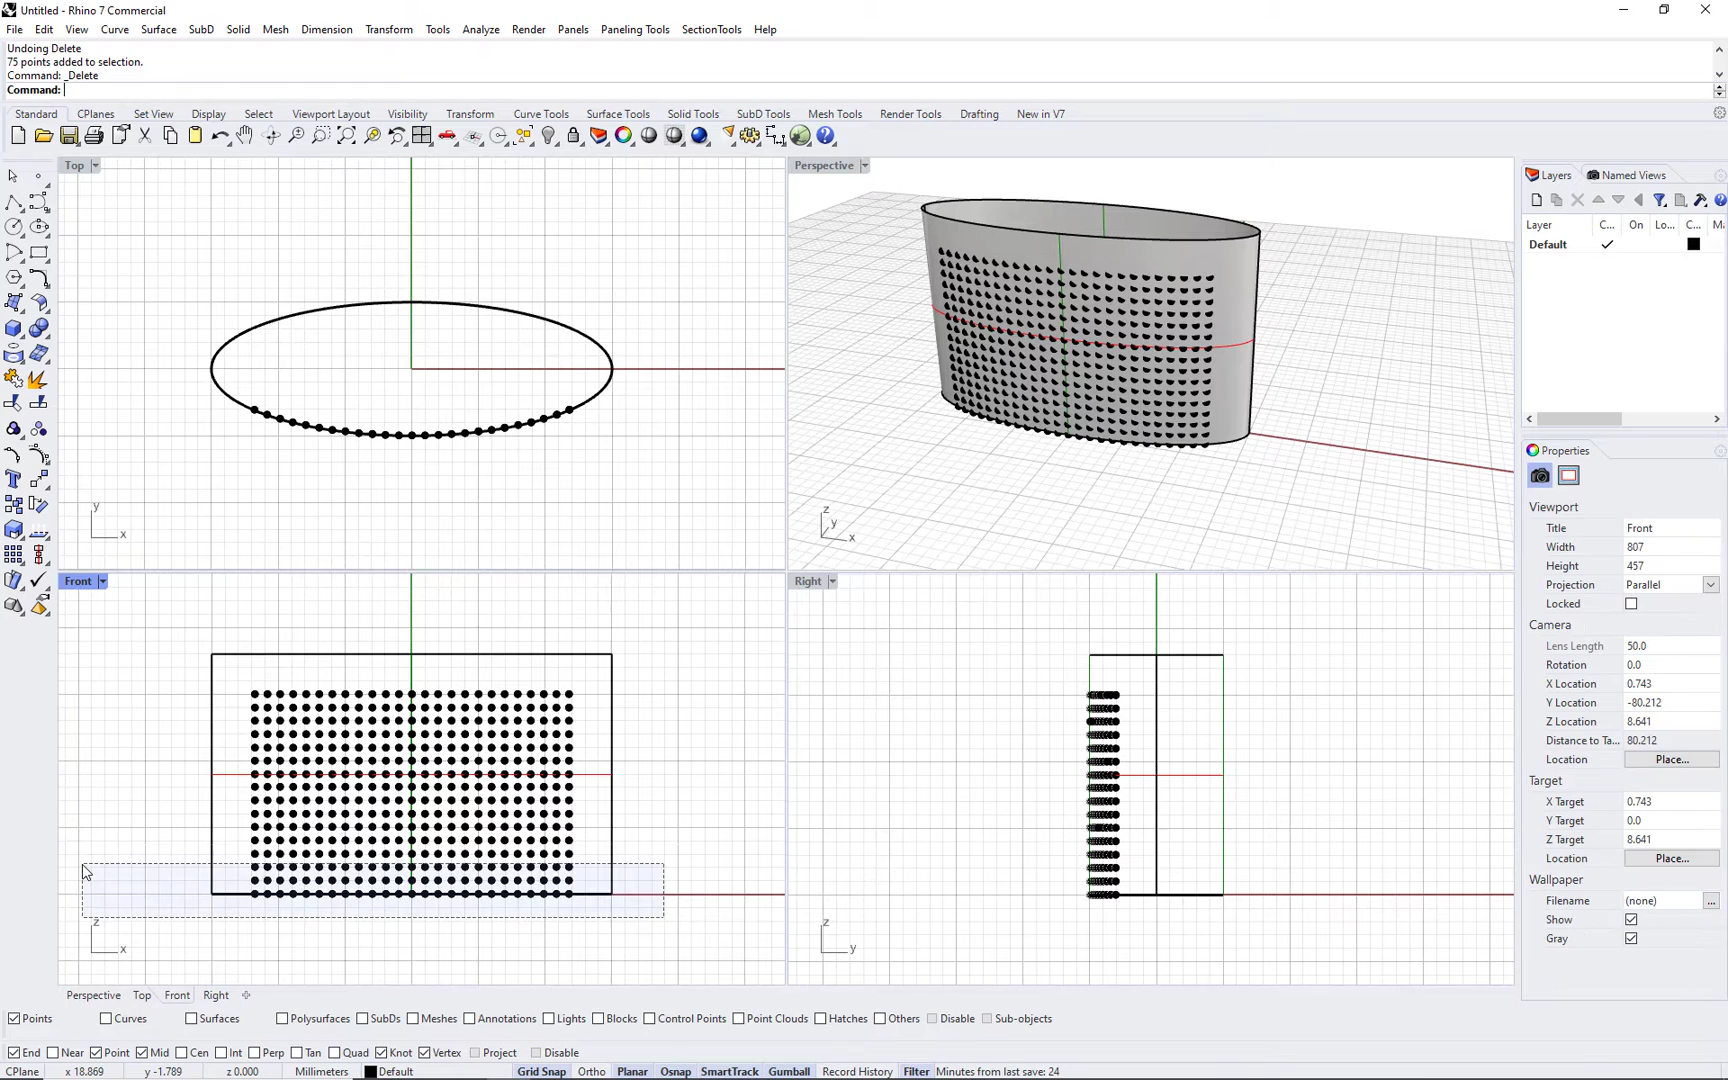 Untitled - Rhino 7 Commercial
File Edit View Curve Surface SubD Solid Mesh Dimension Transform Tools Analyze Render Panels Paneling Tools SectionTools Help
Undoing Delete
75 points added to selection.
Command: _Delete
Command:
Standard CPlanes Set View Display Select Viewport Layout Visibility Transform Curve Tools Surface Tools Solid Tools SubD Tools Mesh Tools Render Tools Drafting New in V7
Top
Perspective
Layers Named Views
Layer C... On Lo... C... M
Default
y
x
z
y
x
Front
Right
z
x
z
y
Properties
Viewport
Title Front
Width 807
Height 457
Projection Parallel
Locked
Camera
Lens Length 50.0
Rotation 0.0
X Location 0.743
Y Location -80.212
Z Location 8.641
Distance to Ta... 80.212
Location Place...
Target
X Target 0.743
Y Target 0.0
Z Target 8.641
Location Place...
Wallpaper
Filename (none) ...
Show
Gray
Perspective Top Front Right
Points Curves Surfaces Polysurfaces SubDs Meshes Annotations Lights Blocks Control Points Point Clouds Hatches Others Disable Sub-objects
End Near Point Mid Cen Int Perp Tan Quad Knot Vertex Project Disable
CPlane x 18.869 y -1.789 z 0.000 Millimeters Default Grid Snap Ortho Planar Osnap SmartTrack Gumball Record History Filter Minutes from last save: 24